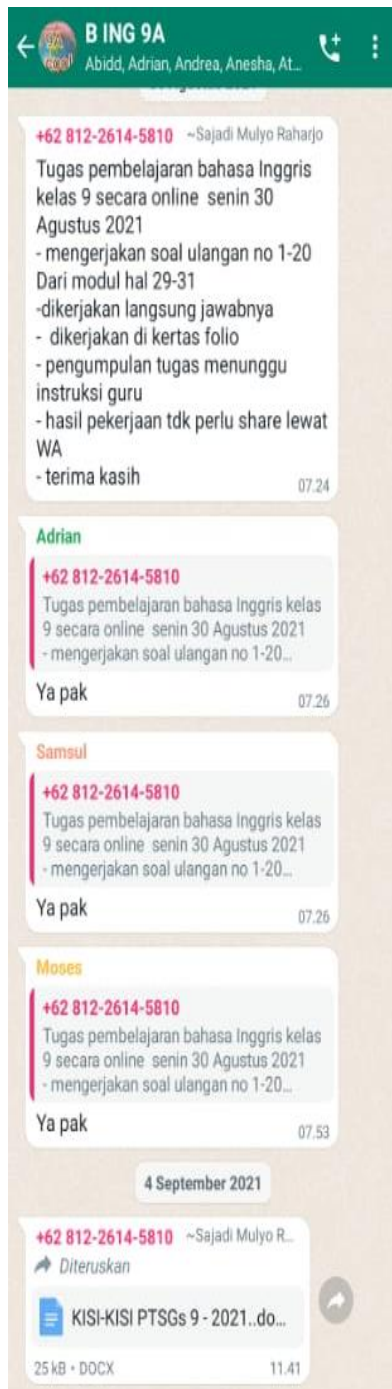 B ING 9A
Abidd, Adrian, Andrea, Anesha, At...
+62 812-2614-5810 ~Sajadi Mulyo Raharjo
Tugas pembelajaran bahasa Inggris
kelas 9 secara online senin 30
Agustus 2021
- mengerjakan soal ulangan no 1-20
Dari modul hal 29-31
-dikerjakan langsung jawabnya
- dikerjakan di kertas folio
- pengumpulan tugas menunggu
instruksi guru
- hasil pekerjaan tdk perlu share lewat
WA
- terima kasih
07.24
Adrian
+62 812-2614-5810
Tugas pembelajaran bahasa Inggris kelas
9 secara online senin 30 Agustus 2021
- mengerjakan soal ulangan no 1-20...
Ya pak
07.26
Samsul
+62 812-2614-5810
Tugas pembelajaran bahasa Inggris kelas
9 secara online senin 30 Agustus 2021
- mengerjakan soal ulangan no 1-20...
Ya pak
07.26
Moses
+62 812-2614-5810
Tugas pembelajaran bahasa Inggris kelas
9 secara online senin 30 Agustus 2021
- mengerjakan soal ulangan no 1-20...
Ya pak
07.53
4 September 2021
+62 812-2614-5810 ~Sajadi Mulyo R...
Diteruskan
KISI-KISI PTSGs 9 - 2021..do...
25 kB • DOCX
11.41